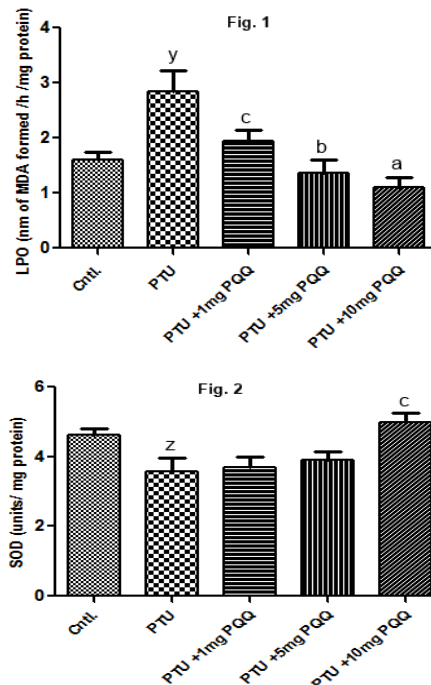 Fig. 1
LPO (nm of MDA formed /h /mg protein)
4
3
2
1
0
y
c
b
a
Cntl.
PTU
PTU +1mg PQQ
PTU +5mg PQQ
PTU +10mg PQQ
Fig. 2
SOD (units/ mg protein)
6
4
2
0
z
c
Cntl.
PTU
PTU +1mg PQQ
PTU +5mg PQQ
PTU +10mg PQQ